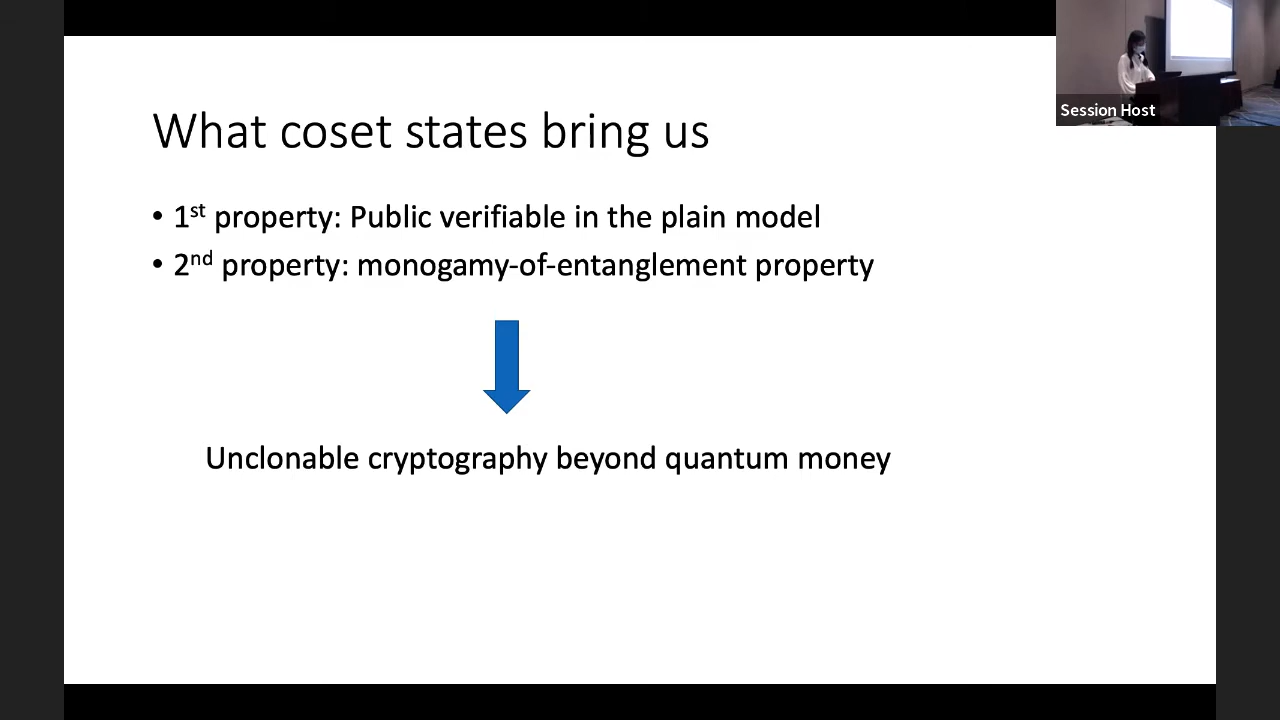 Session Host
What coset states bring us
• 1st property: Public verifiable in the plain model
• 2nd property: monogamy-of-entanglement property
Unclonable cryptography beyond quantum money